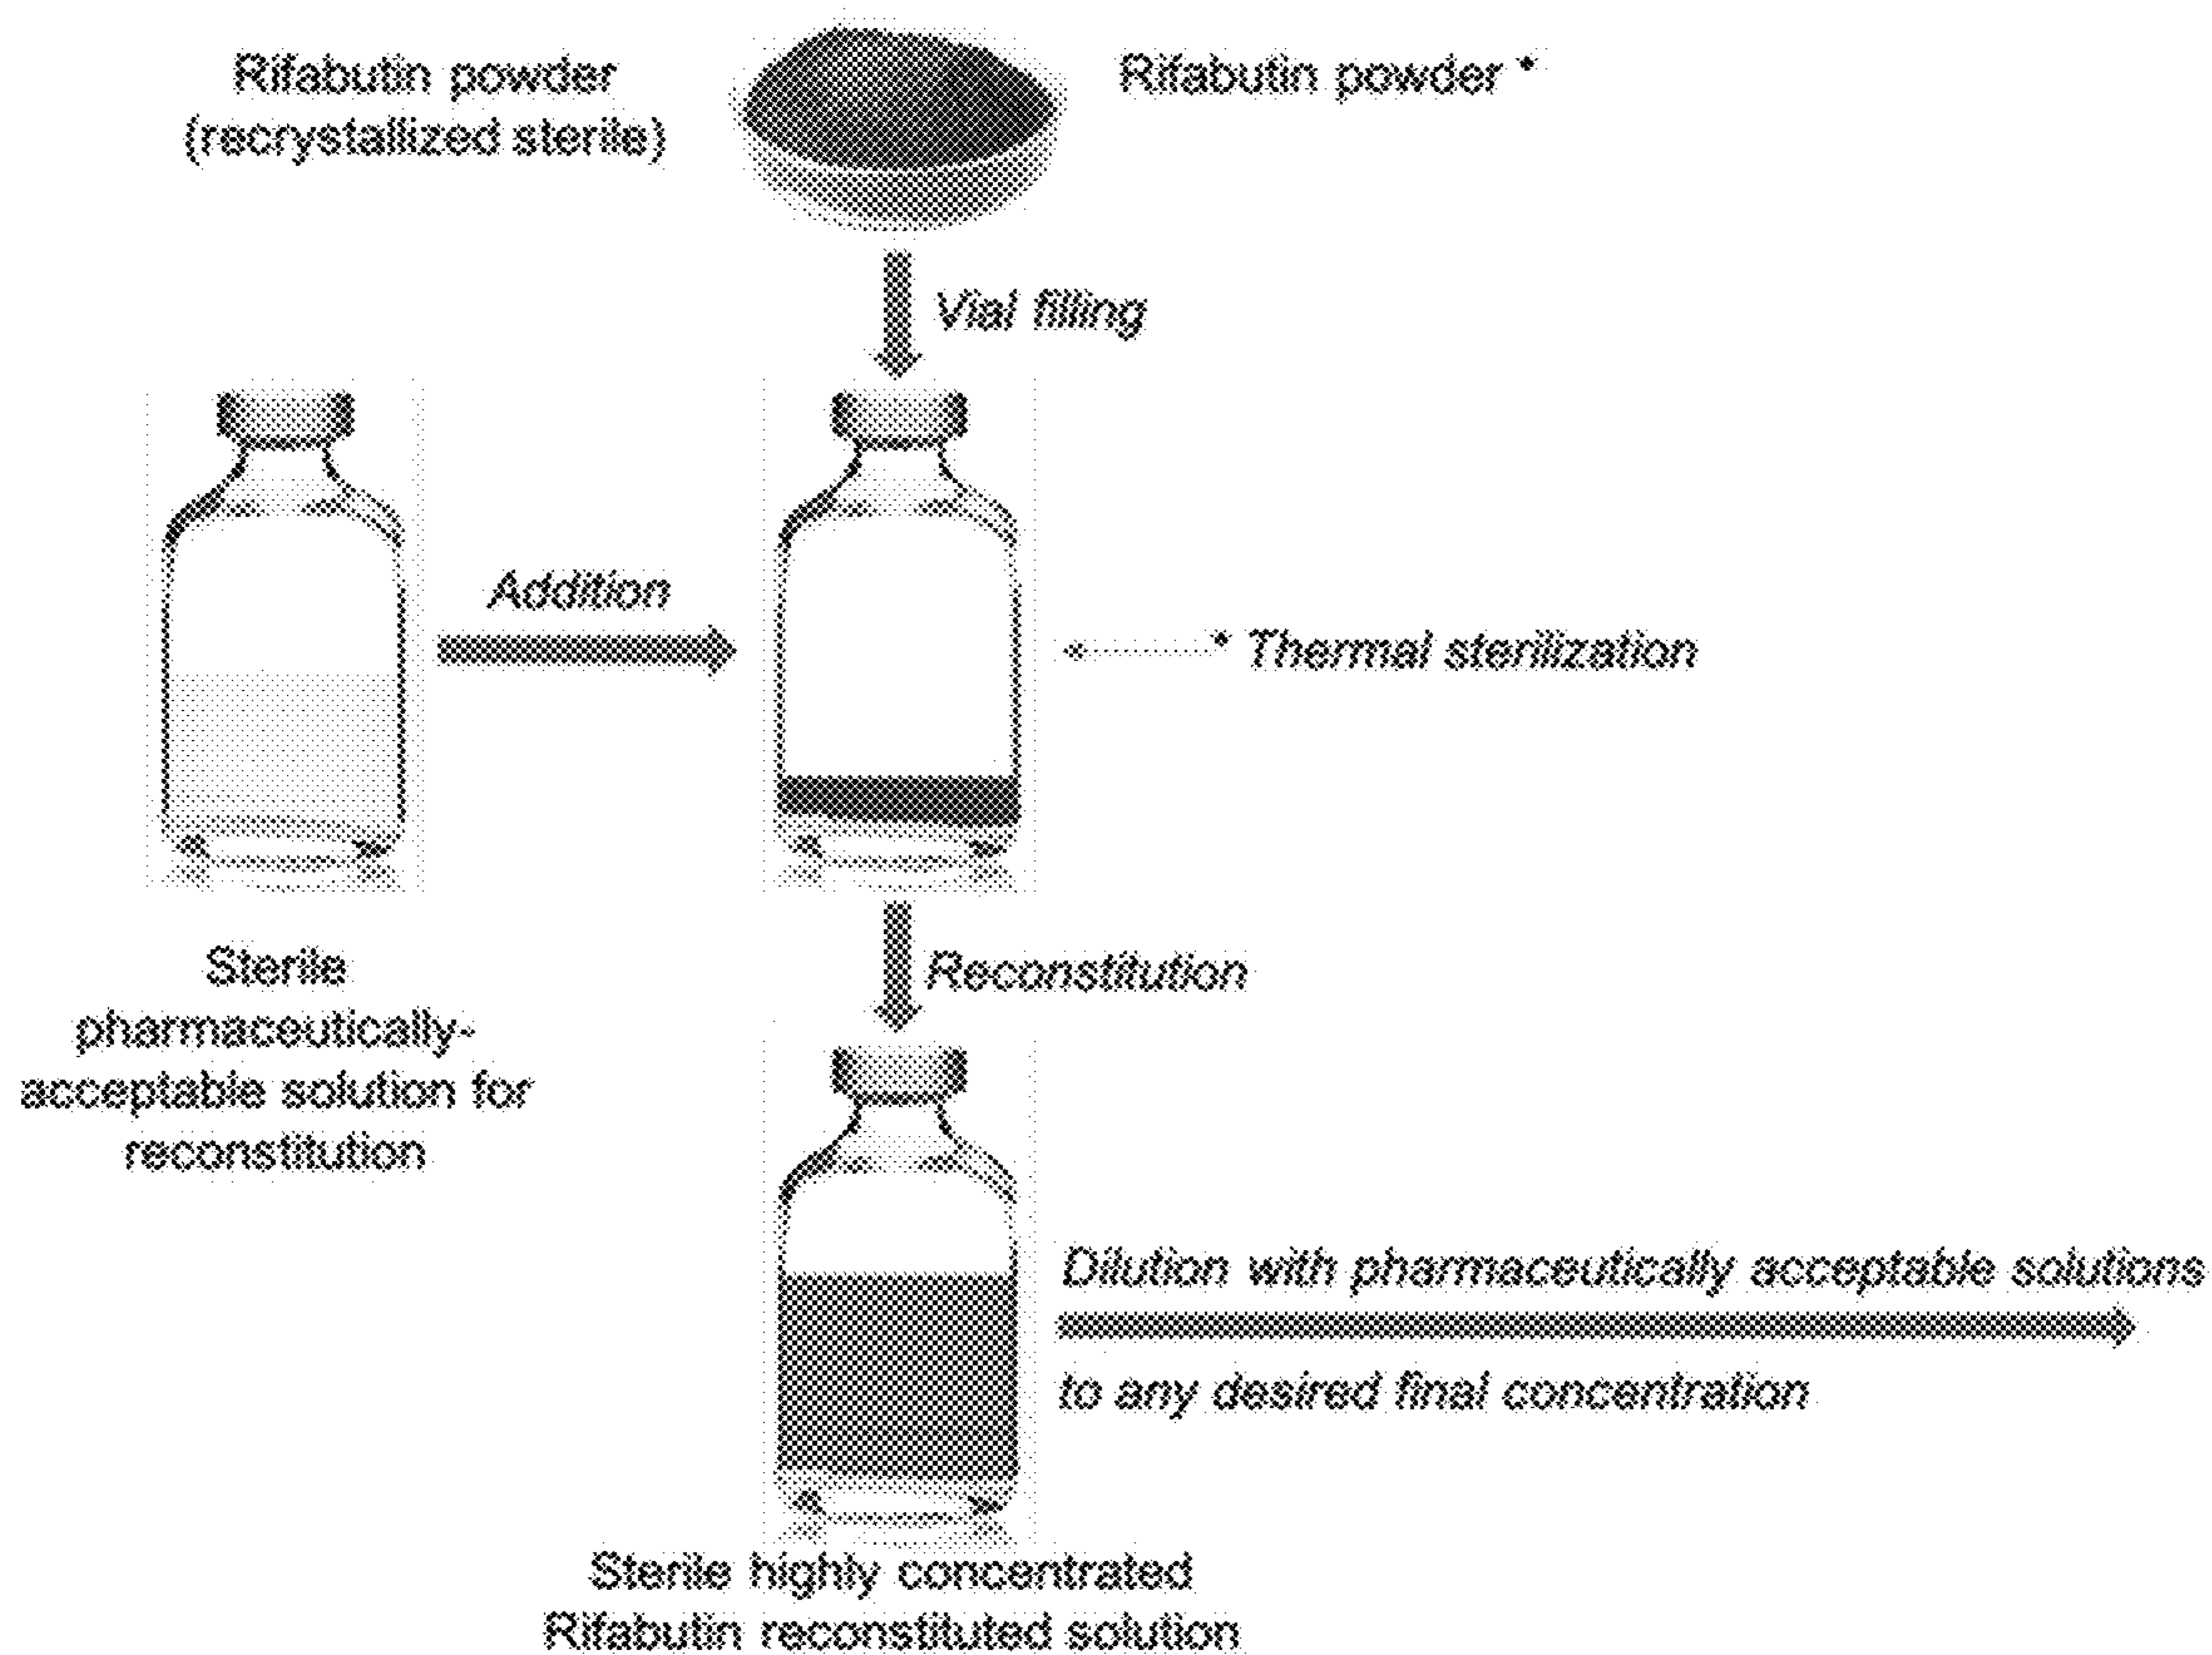 Rifabutin powder
(recrystallized sterile)
Rifabutin powder *
Vial filling
Addition
* Thermal sterilization
Sterile
pharmaceutically-
acceptable solution for
reconstitution
Reconstitution
Dilution with pharmaceutically acceptable solutions
to any desired final concentration
Sterile highly concentrated
Rifabutin reconstituted solution